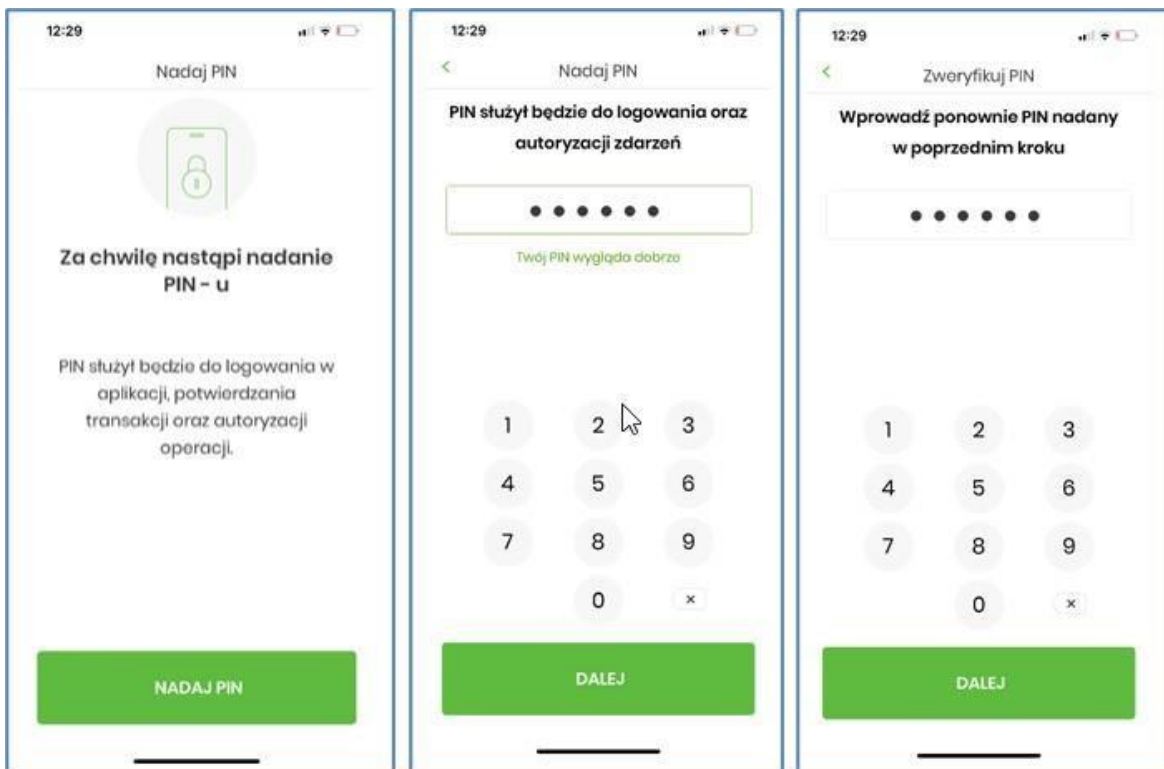 12:29
Nadaj PIN
Za chwilę nastąpi nadanie
PIN - u
PIN służył będzie do logowania w
aplikacji, potwierdzania
transakcji oraz autoryzacji
operacji.
NADAJ PIN
12:29
<
Nadaj PIN
PIN służył będzie do logowania oraz
autoryzacji zdarzeń
Twój PIN wygląda dobrze
1 2 3
4 5 6
7 8 9
0 ×
DALEJ
12:29
<
Zweryfikuj PIN
Wprowadź ponownie PIN nadany
w poprzednim kroku
1 2 3
4 5 6
7 8 9
0 ×
DALEJ